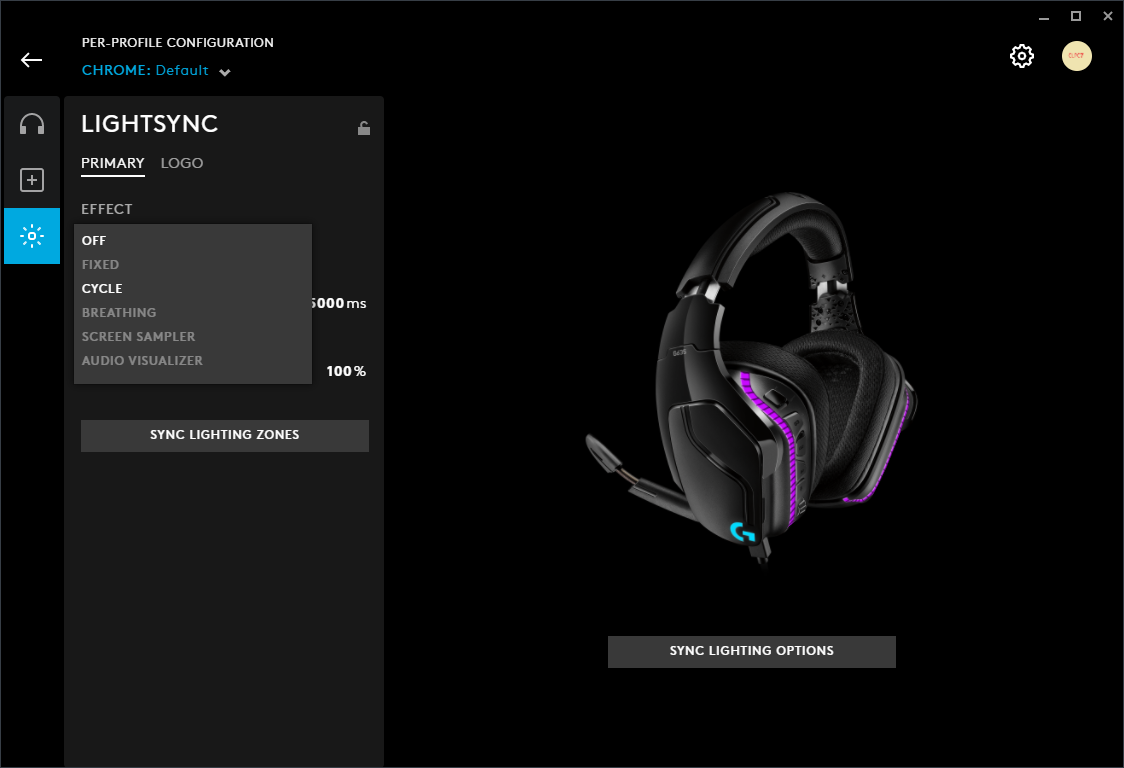 PER-PROFILE CONFIGURATION
CHROME: Default
LIGHTSYNC
PRIMARY LOGO
EFFECT
OFF
FIXED
CYCLE
5000 ms
BREATHING
SCREEN SAMPLER
AUDIO VISUALIZER
100 %
SYNC LIGHTING ZONES
SYNC LIGHTING OPTIONS